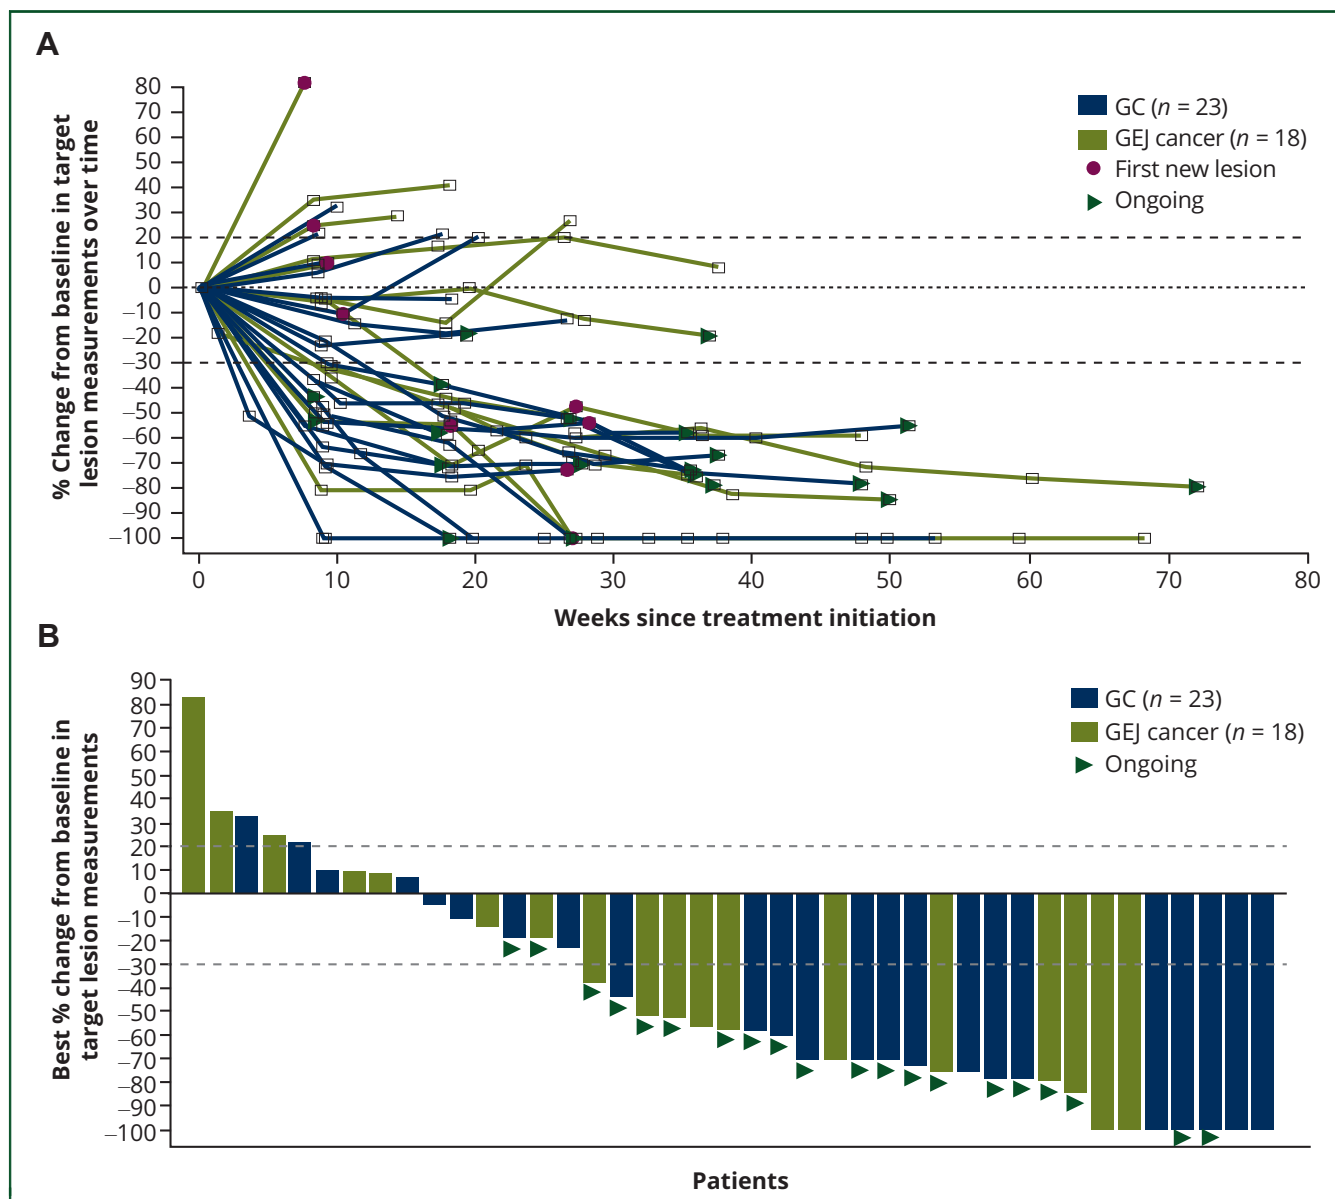 A
% Change from baseline in target
lesion measurements over time
80
70
60
50
40
30
20
10
0
–10
–20
–30
–40
–50
–60
–70
–80
–90
–100
GC (n = 23)
GEJ cancer (n = 18)
First new lesion
Ongoing
0 10 20 30 40 50 60 70 80
Weeks since treatment initiation
B
Best % change from baseline in
target lesion measurements
90
80
70
60
50
40
30
20
10
0
–10
–20
–30
–40
–50
–60
–70
–80
–90
–100
GC (n = 23)
GEJ cancer (n = 18)
Ongoing
Patients